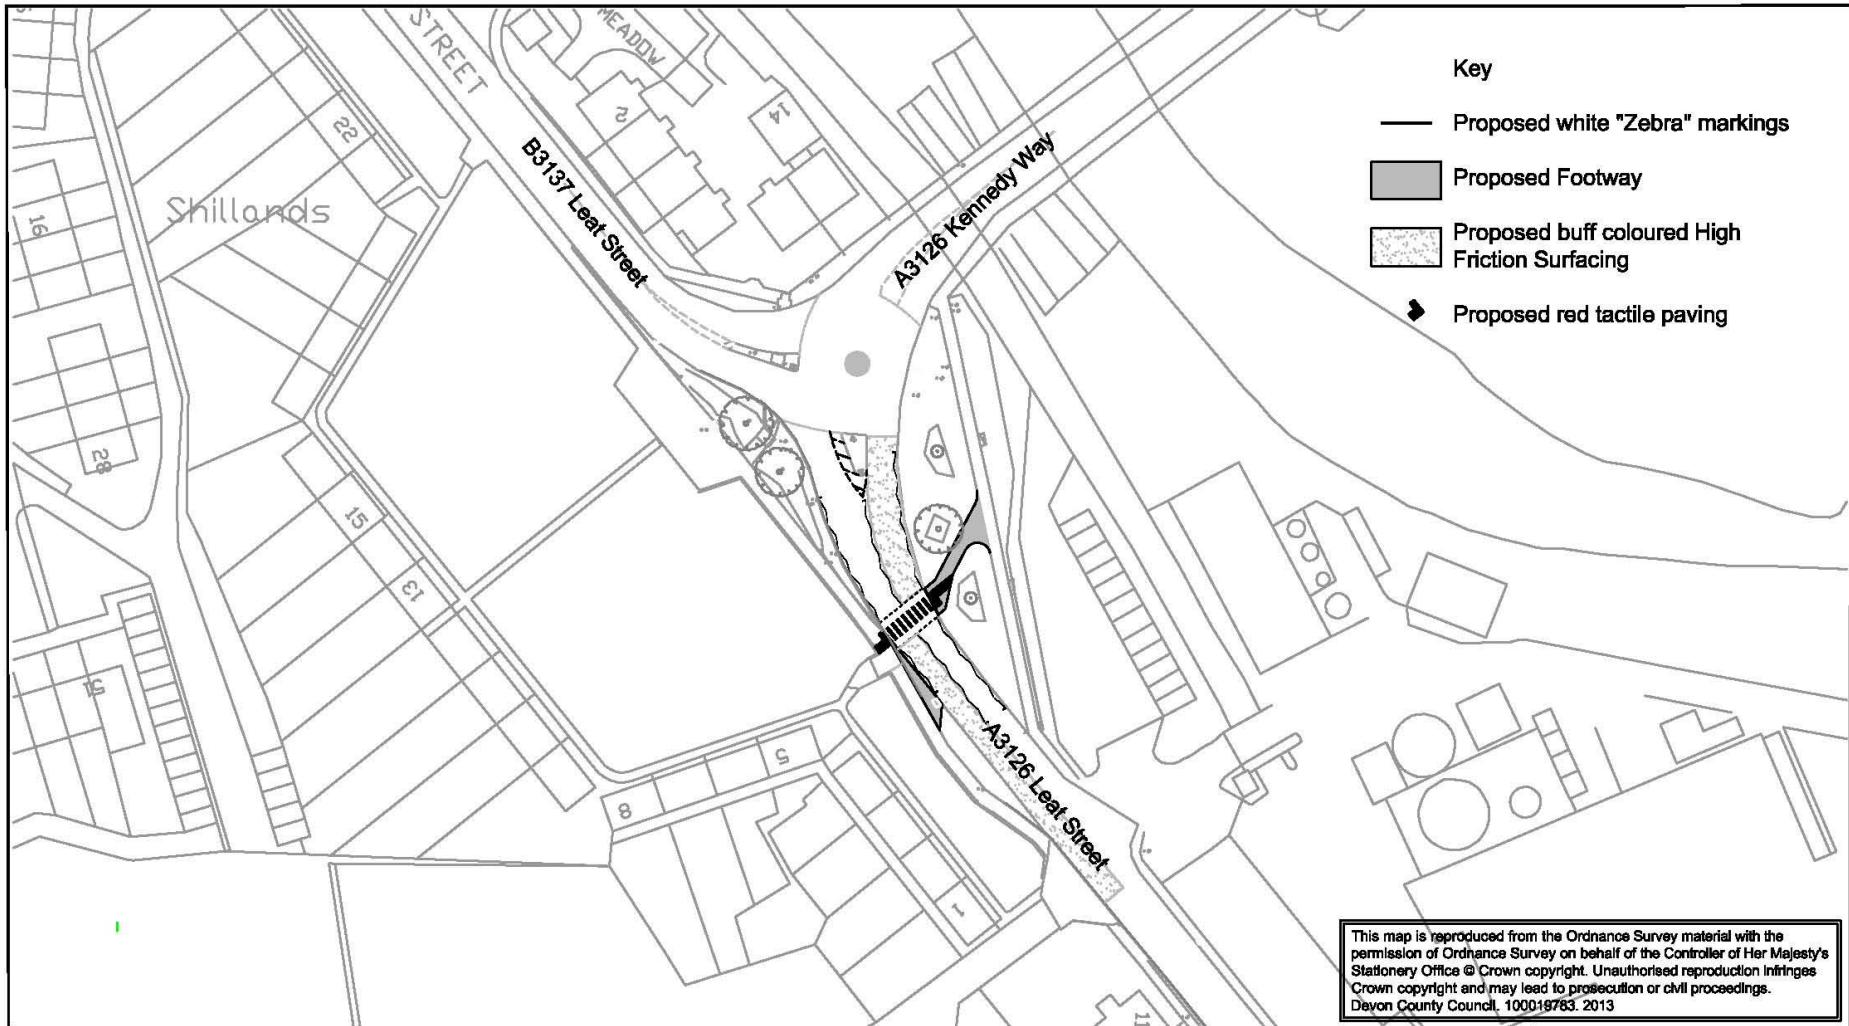 STREET
MEADOW
2
14
22
Shillands
16
28
15
13
51
5
8
1
11
B3137 Leat Street
A3126 Kennedy Way
A3126 Leat Street
Key
Proposed white "Zebra" markings
Proposed Footway
Proposed buff coloured High
Friction Surfacing
Proposed red tactile paving
This map is reproduced from the Ordnance Survey material with the
permission of Ordnance Survey on behalf of the Controller of Her Majesty's
Stationery Office © Crown copyright. Unauthorised reproduction infringes
Crown copyright and may lead to prosecution or civil proceedings.
Devon County Council. 100019783. 2013